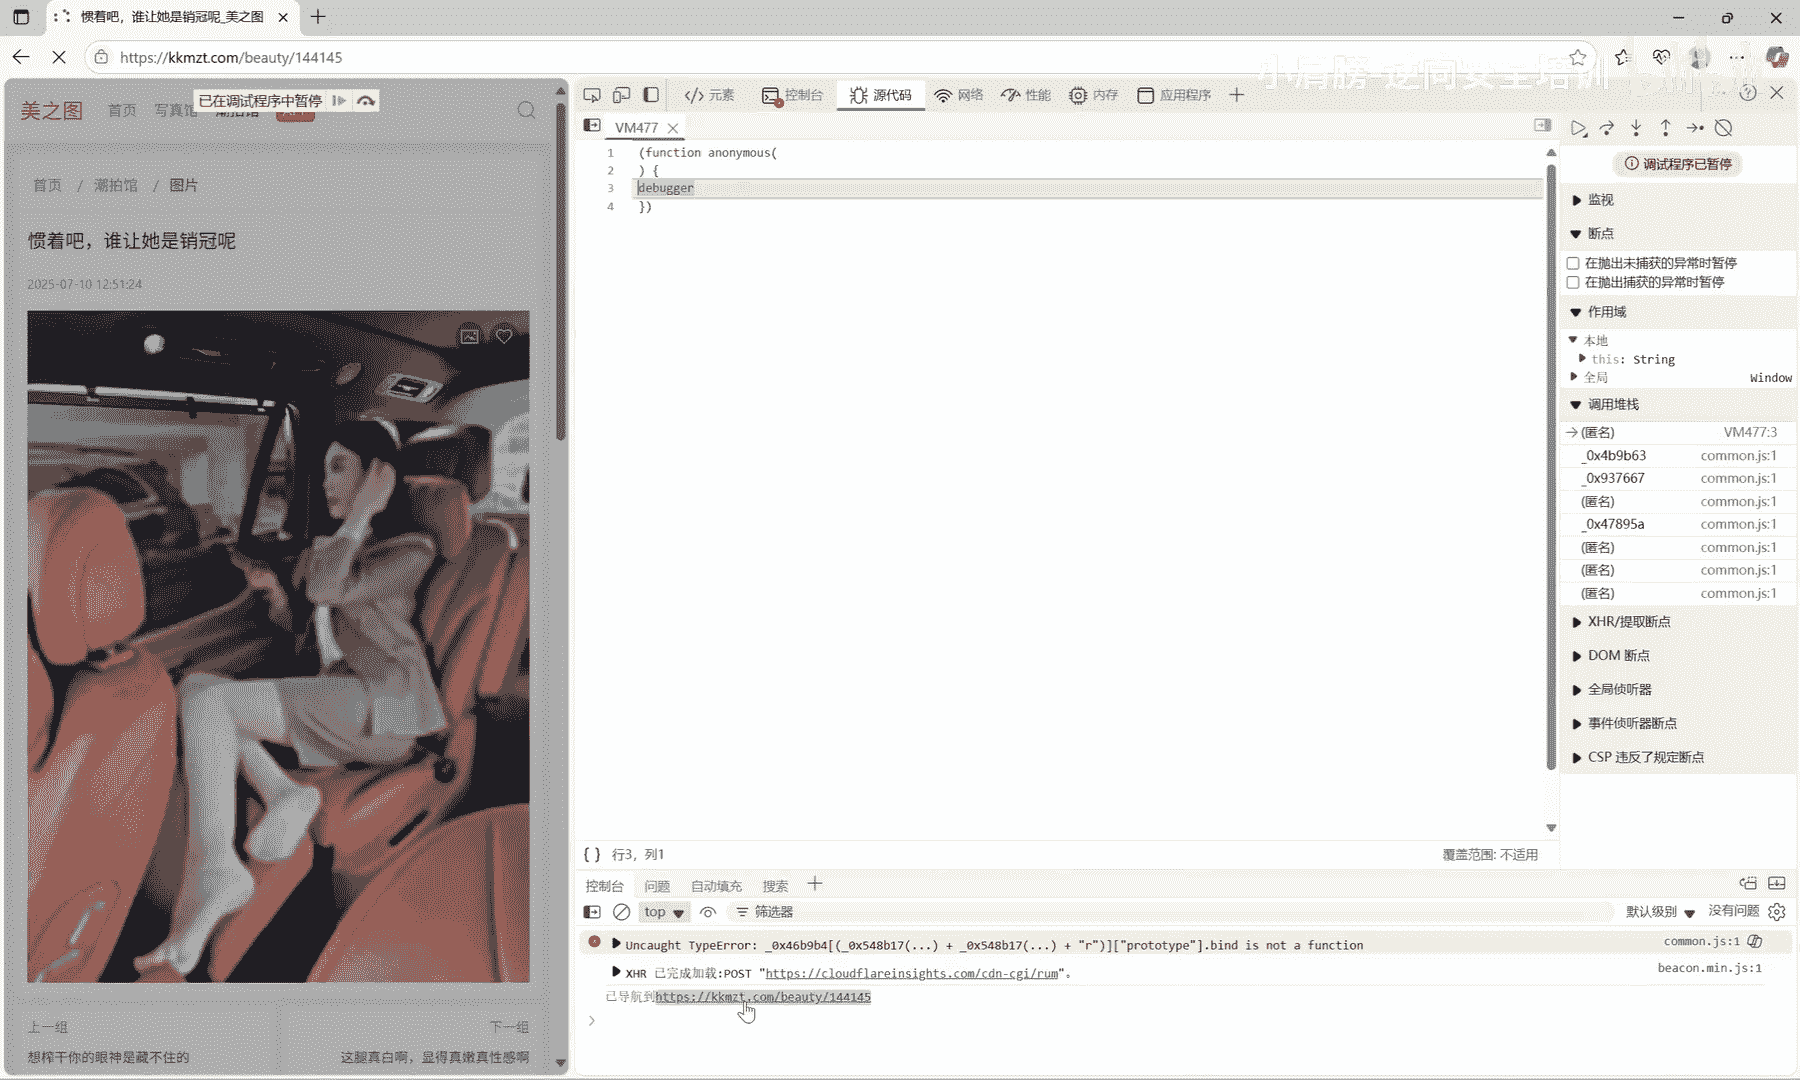 惯着吧，谁让她是销冠呢_美之图
https://kkmzt.com/beauty/144145
小肩膀-逆向安全培训
美之图
首页
写真馆
已在调试程序中暂停
首页 / 潮拍馆 / 图片
惯着吧，谁让她是销冠呢
2025-07-10 12:51:24
上一组
下一组
想榨干你的眼神是藏不住的
这腿真白啊，显得真嫩真性感啊
元素
控制台
源代码
网络
性能
内存
应用程序
VM477
1 (function anonymous(
2 ) {
3 debugger
4 })
{ } 行3，列1
覆盖范围: 不适用
调试程序已暂停
监视
断点
在抛出未捕获的异常时暂停
在抛出捕获的异常时暂停
作用域
本地
this: String
全局 Window
调用堆栈
(匿名) VM477:3
_0x4b9b63 common.js:1
_0x937667 common.js:1
(匿名) common.js:1
_0x47895a common.js:1
(匿名) common.js:1
(匿名) common.js:1
(匿名) common.js:1
XHR/提取断点
DOM 断点
全局侦听器
事件侦听器断点
CSP 违反了规定断点
控制台 问题 自动填充 搜索
top
筛选器
默认级别
没有问题
Uncaught TypeError: _0x46b9b4[(_0x548b17(...) + _0x548b17(...) + "r")]["prototype"].bind is not a function common.js:1
XHR 已完成加载:POST "https://cloudflareinsights.com/cdn-cgi/rum"。 beacon.min.js:1
已导航到https://kkmzt.com/beauty/144145